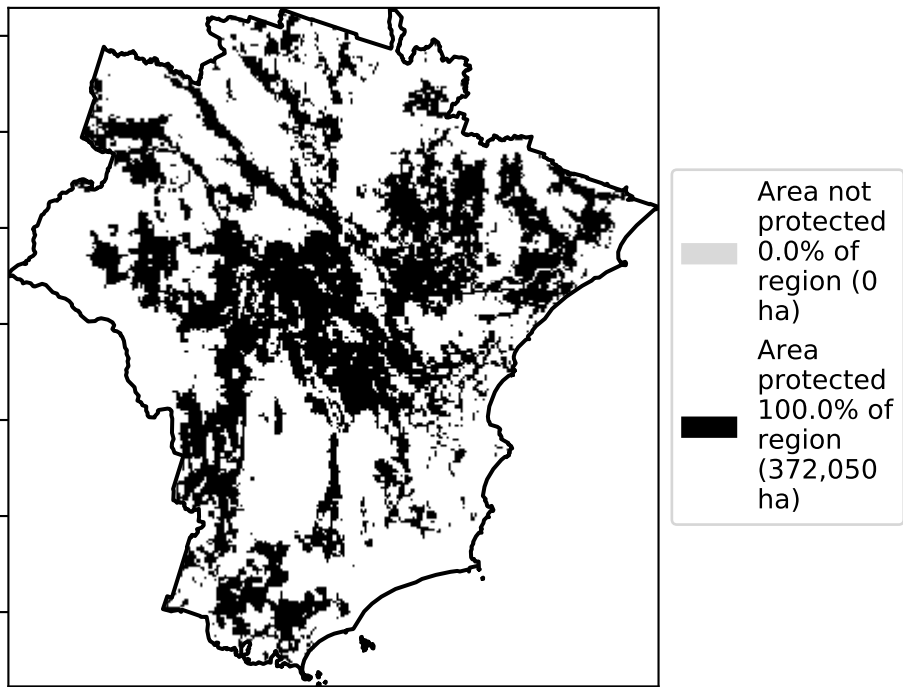 Area not
protected
0.0% of
region (0
ha)
Area
protected
100.0% of
region
(372,050
ha)